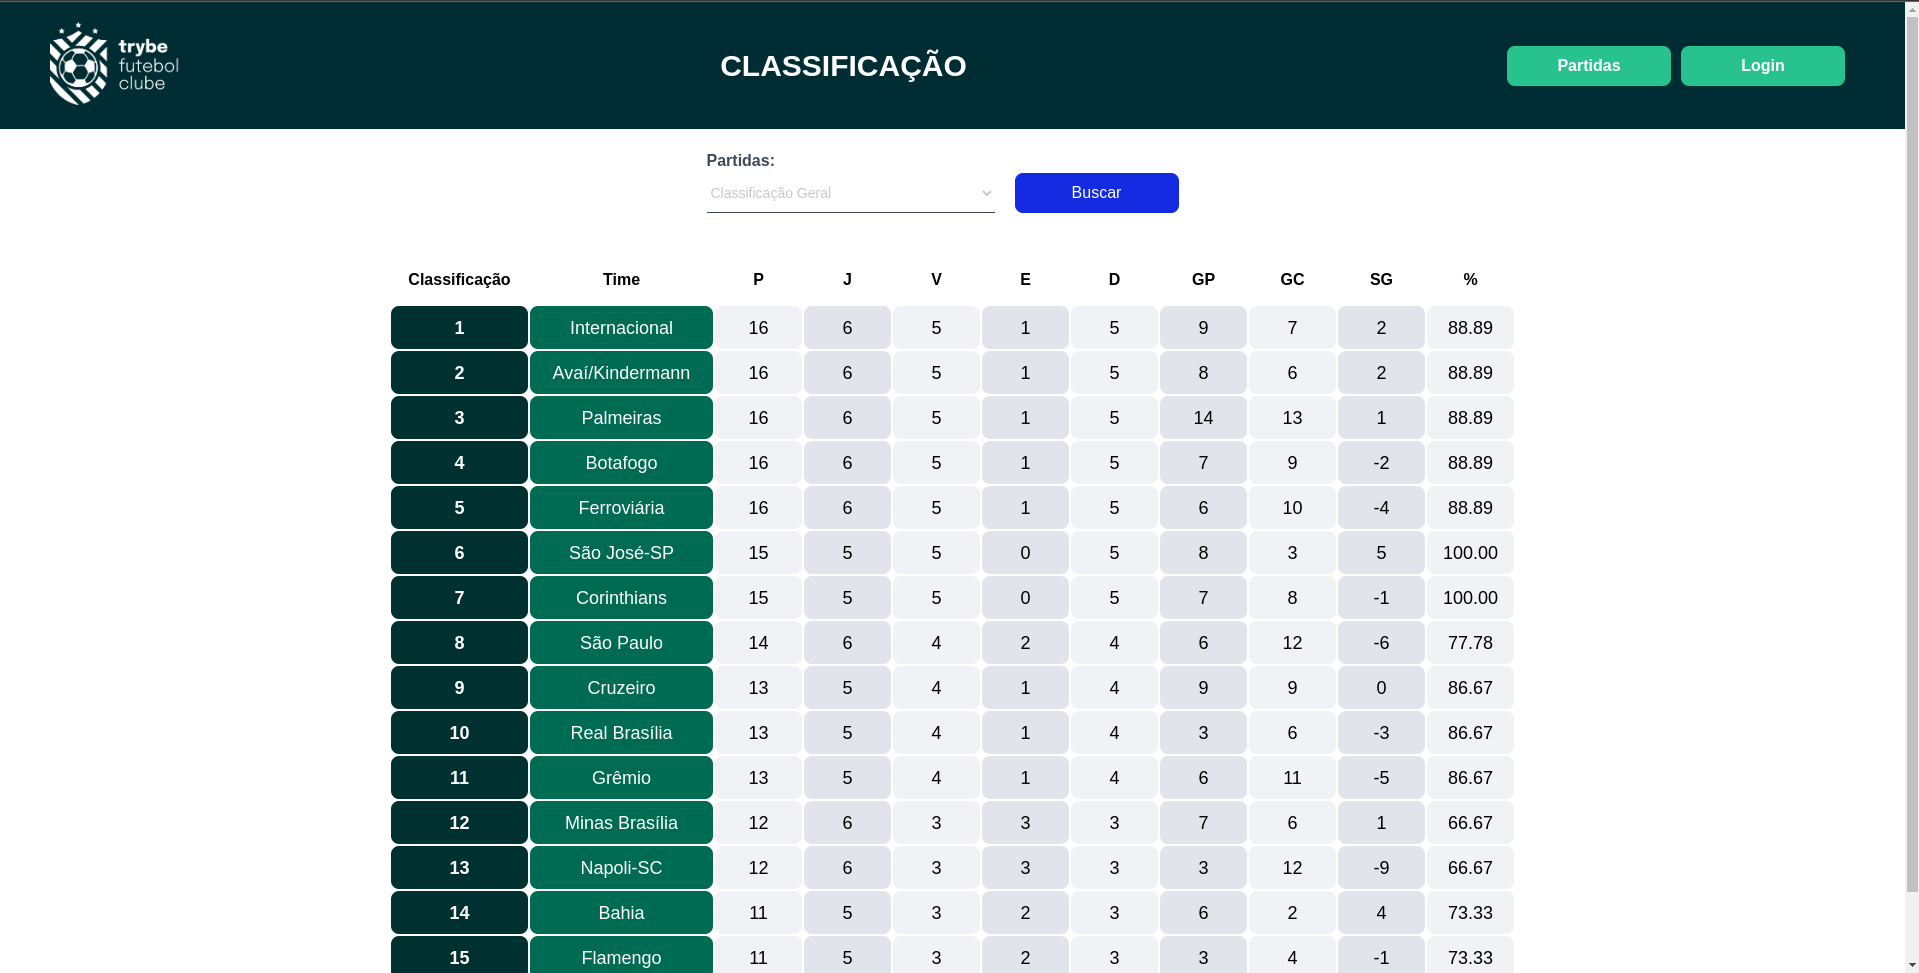 trybe
futebol
clube
CLASSIFICAÇÃO
Partidas
Login
Partidas:
Classificação Geral
Buscar
Classificação Time P J V E D GP GC SG %
1 Internacional 16 6 5 1 5 9 7 2 88.89
2 Avaí/Kindermann 16 6 5 1 5 8 6 2 88.89
3 Palmeiras 16 6 5 1 5 14 13 1 88.89
4 Botafogo 16 6 5 1 5 7 9 -2 88.89
5 Ferroviária 16 6 5 1 5 6 10 -4 88.89
6 São José-SP 15 5 5 0 5 8 3 5 100.00
7 Corinthians 15 5 5 0 5 7 8 -1 100.00
8 São Paulo 14 6 4 2 4 6 12 -6 77.78
9 Cruzeiro 13 5 4 1 4 9 9 0 86.67
10 Real Brasília 13 5 4 1 4 3 6 -3 86.67
11 Grêmio 13 5 4 1 4 6 11 -5 86.67
12 Minas Brasília 12 6 3 3 3 7 6 1 66.67
13 Napoli-SC 12 6 3 3 3 3 12 -9 66.67
14 Bahia 11 5 3 2 3 6 2 4 73.33
15 Flamengo 11 5 3 2 3 3 4 -1 73.33